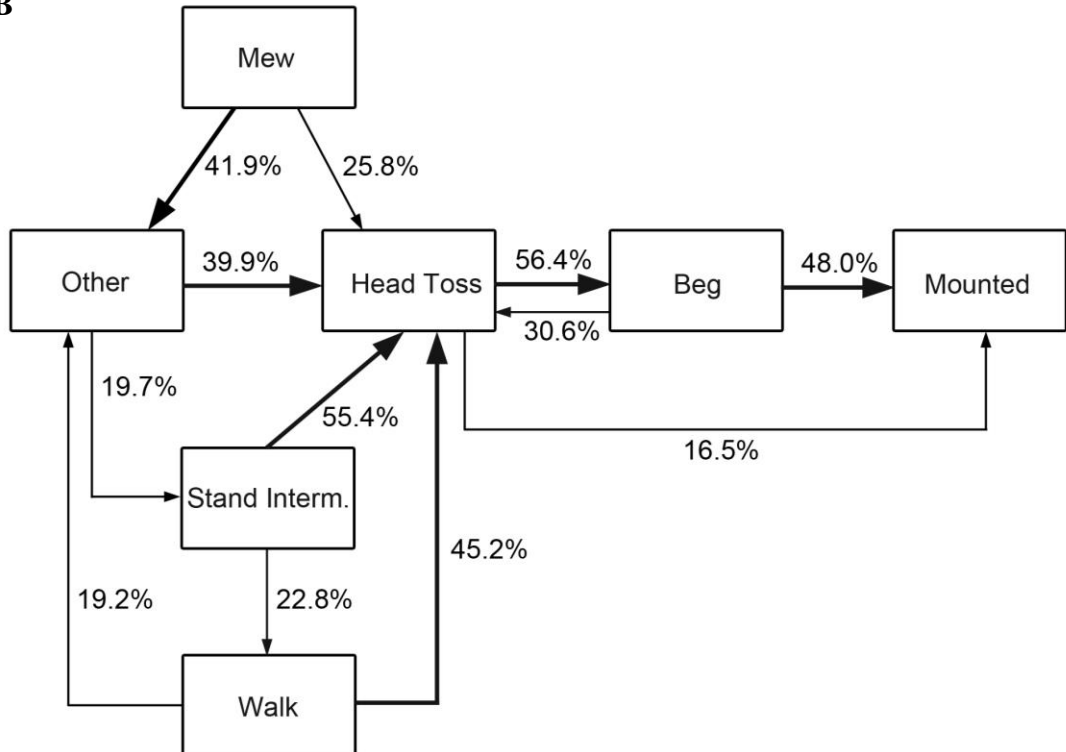 B
Mew
41.9%
25.8%
Other
39.9%
Head Toss
56.4%
30.6%
Beg
48.0%
Mounted
19.7%
55.4%
16.5%
Stand Interm.
45.2%
19.2%
22.8%
Walk